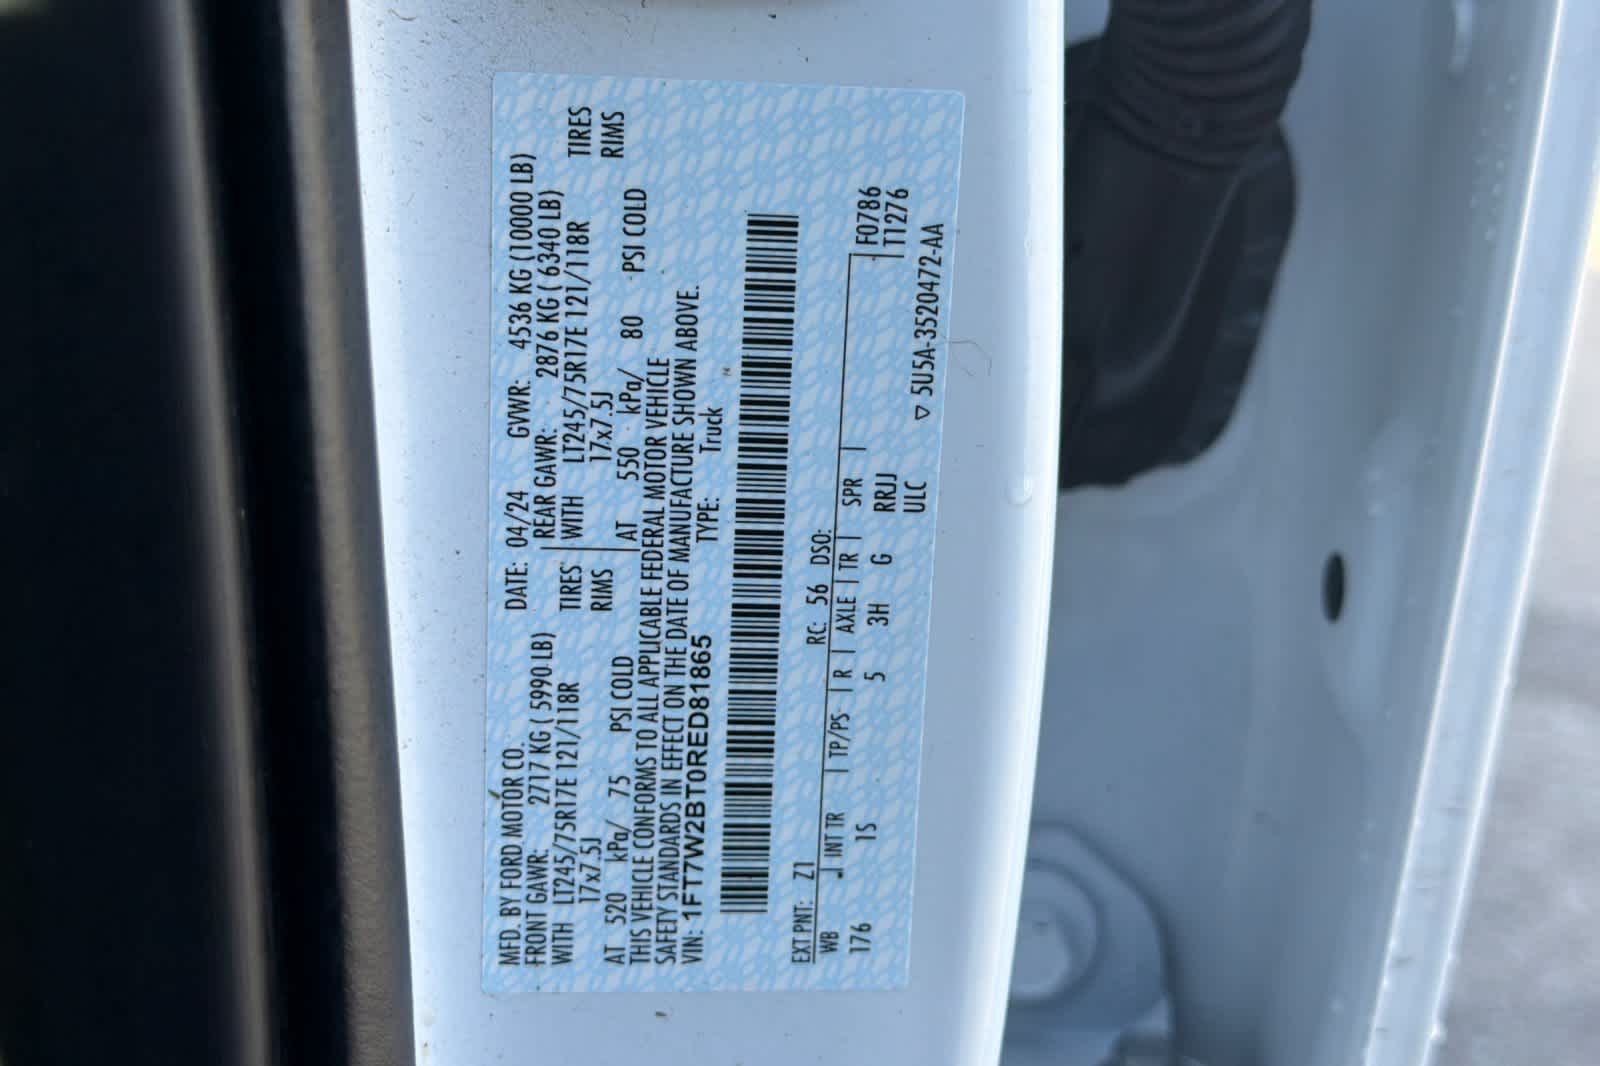 MFD. BY FORD MOTOR CO. DATE: 04/24 GVWR: 4536 KG (10000 LB)
FRONT GAWR: 2717 KG ( 5990 LB) REAR GAWR: 2876 KG ( 6340 LB)
WITH LT245/75R17E 121/118R TIRES WITH LT245/75R17E 121/118R TIRES
17x7.5J RIMS 17x7.5J RIMS
AT 520 kPa/ 75 PSI COLD AT 550 kPa/ 80 PSI COLD
THIS VEHICLE CONFORMS TO ALL APPLICABLE FEDERAL MOTOR VEHICLE
SAFETY STANDARDS IN EFFECT ON THE DATE OF MANUFACTURE SHOWN ABOVE.
VIN: 1FT7W2BT0RED81865 TYPE: Truck
EXT PNT: Z1 RC: 56 DSO:
WB INT TR TP/PS R AXLE TR SPR F0786
176 1S 5 3H G RRJJ T1276
ULC ▽ 5U5A-3520472-AA